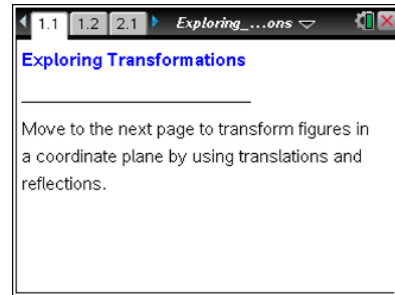 1.1 1.2 2.1 Exploring_...ons
Exploring Transformations
Move to the next page to transform figures in
a coordinate plane by using translations and
reflections.